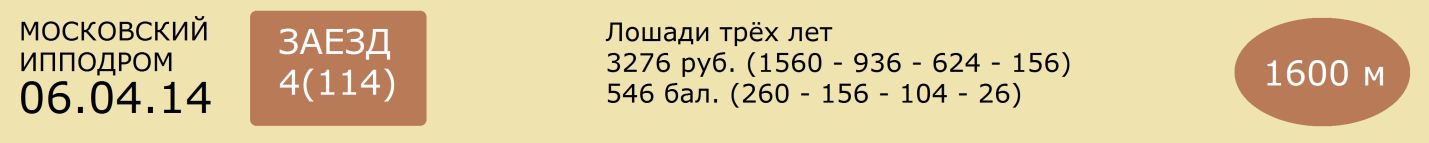 МОСКОВСКИЙ
ИППОДРОМ
06.04.14
ЗАЕЗД
4(114)
Лошади трёх лет
3276 руб. (1560 - 936 - 624 - 156)
546 бал. (260 - 156 - 104 - 26)
1600 м